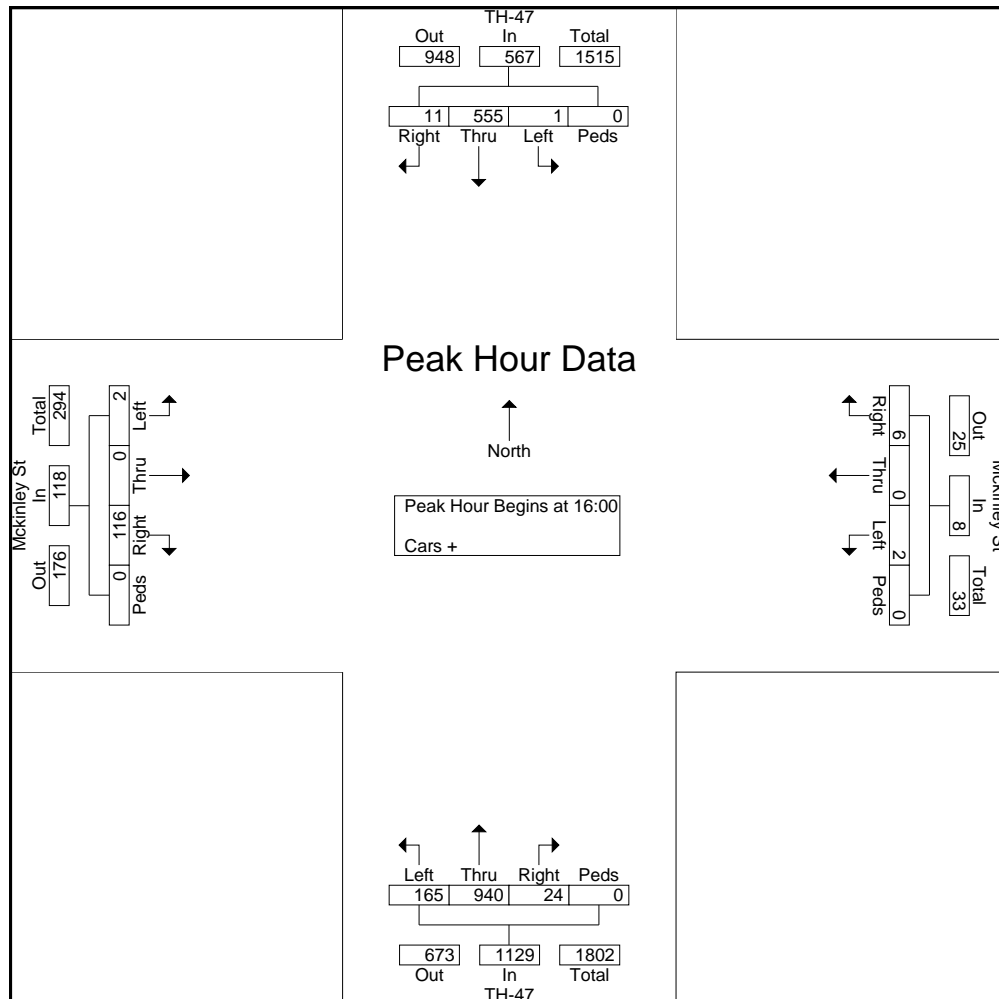 TH-47
Out In Total
948 567 1515
11 555 1 0
Right Thru Left Peds
Peak Hour Data
North
Peak Hour Begins at 16:00
Cars +
Mckinley St
Total In Out
294 118 176
2 0 116 0
Left Thru Right Peds
Right Thru Left Peds
6 0 2 0
Out In Total
25 8 33
Mckinley St
Left Thru Right Peds
165 940 24 0
673 1129 1802
Out In Total
TH-47